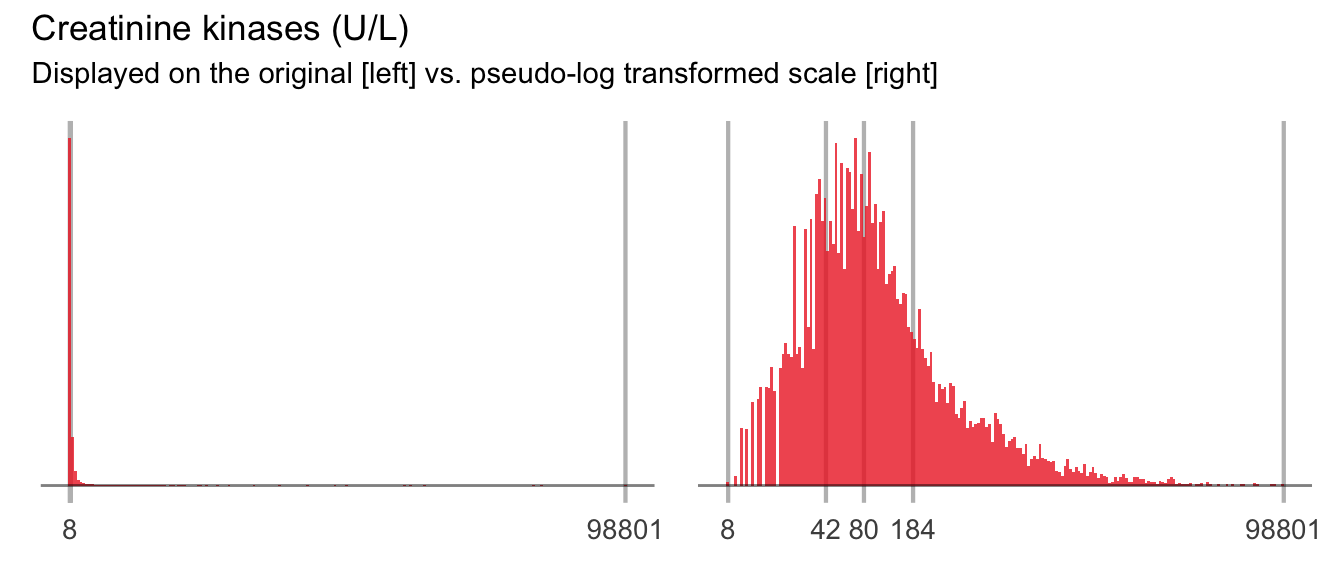 Creatinine kinases (U/L)
Displayed on the original [left] vs. pseudo-log transformed scale [right]
8 98801 8 42 80 184 98801